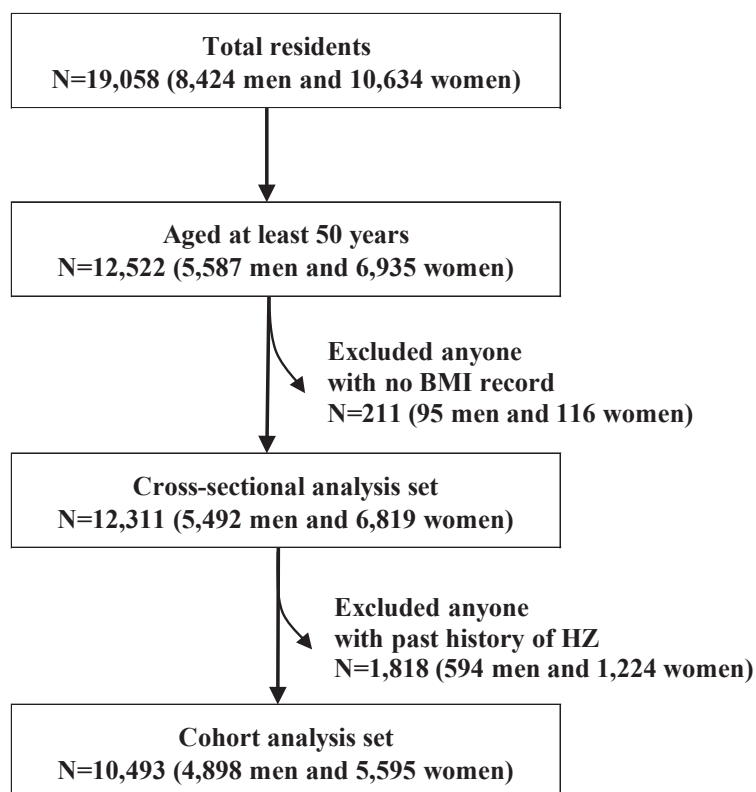 Total residents
N=19,058 (8,424 men and 10,634 women)
Aged at least 50 years
N=12,522 (5,587 men and 6,935 women)
Excluded anyone
with no BMI record
N=211 (95 men and 116 women)
Cross-sectional analysis set
N=12,311 (5,492 men and 6,819 women)
Excluded anyone
with past history of HZ
N=1,818 (594 men and 1,224 women)
Cohort analysis set
N=10,493 (4,898 men and 5,595 women)